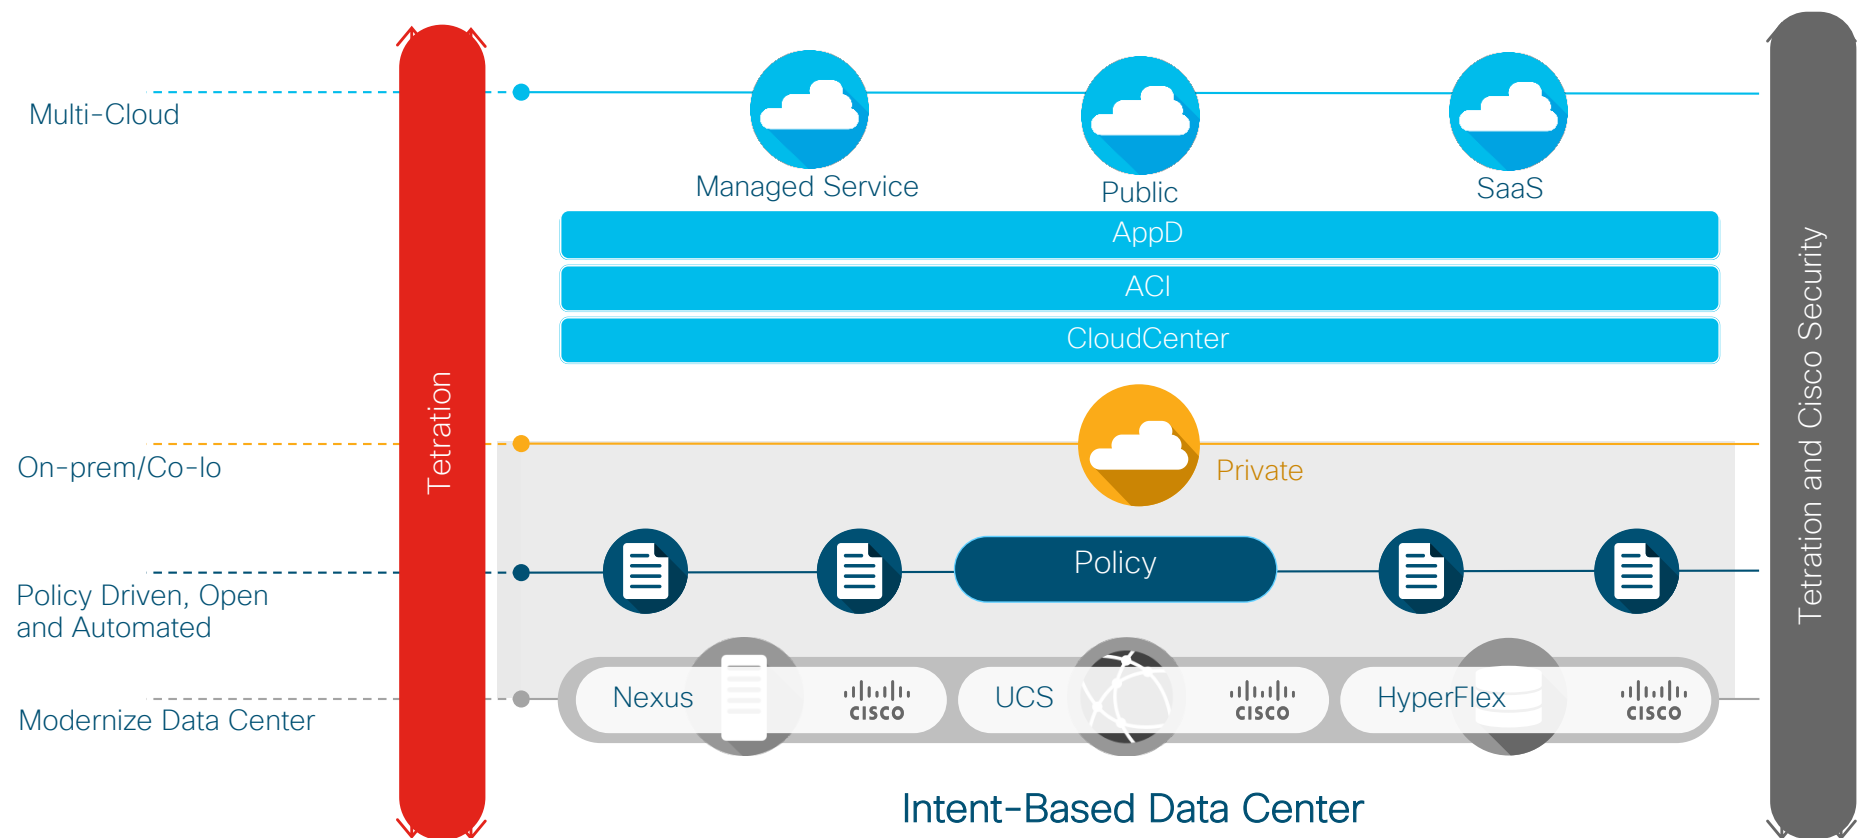 Multi-Cloud
Managed Service
Public
SaaS
AppD
ACI
CloudCenter
Tetration
Tetration and Cisco Security
On-prem/Co-lo
Private
Policy Driven, Open
and Automated
Policy
Modernize Data Center
Nexus
CISCO
UCS
CISCO
HyperFlex
CISCO
Intent-Based Data Center